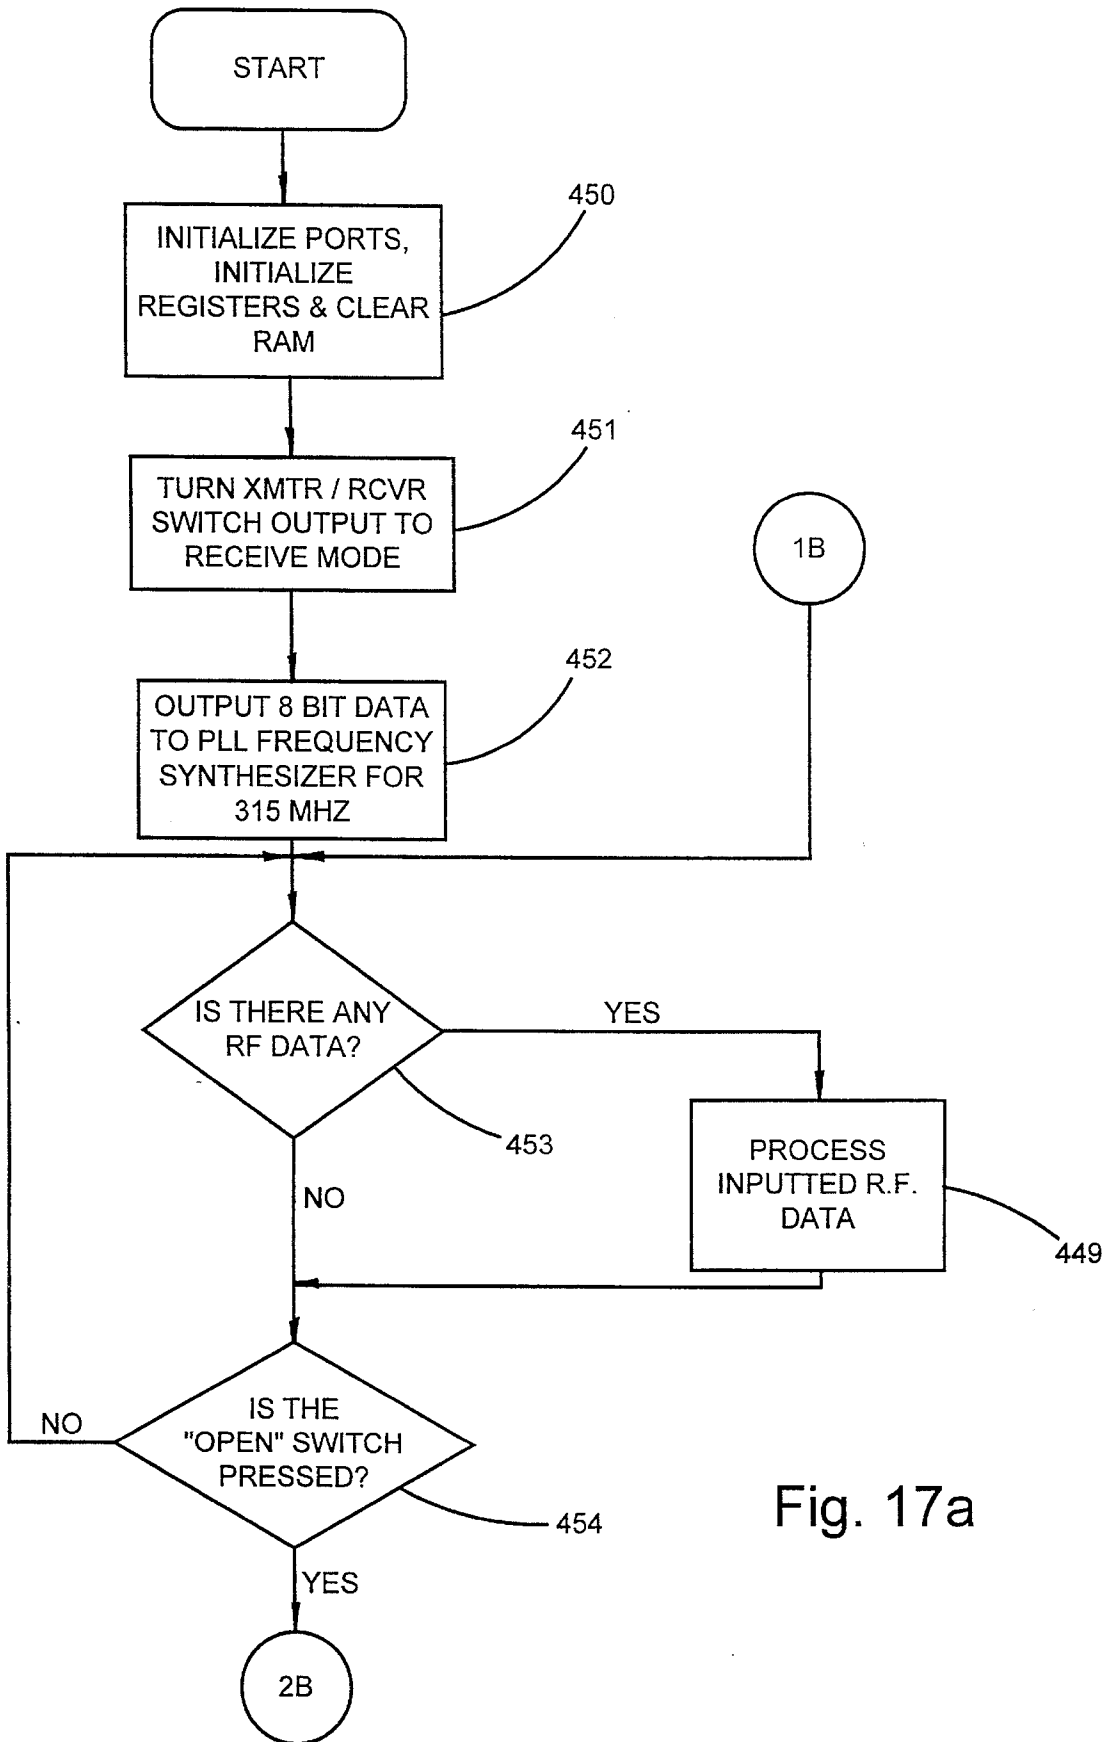 START
450
INITIALIZE PORTS,
INITIALIZE
REGISTERS & CLEAR
RAM
451
TURN XMTR / RCVR
SWITCH OUTPUT TO
RECEIVE MODE
1B
452
OUTPUT 8 BIT DATA
TO PLL FREQUENCY
SYNTHESIZER FOR
315 MHZ
IS THERE ANY
RF DATA?
YES
453
NO
PROCESS
INPUTTED R.F.
DATA
449
IS THE
"OPEN" SWITCH
PRESSED?
NO
454
YES
2B
Fig. 17a